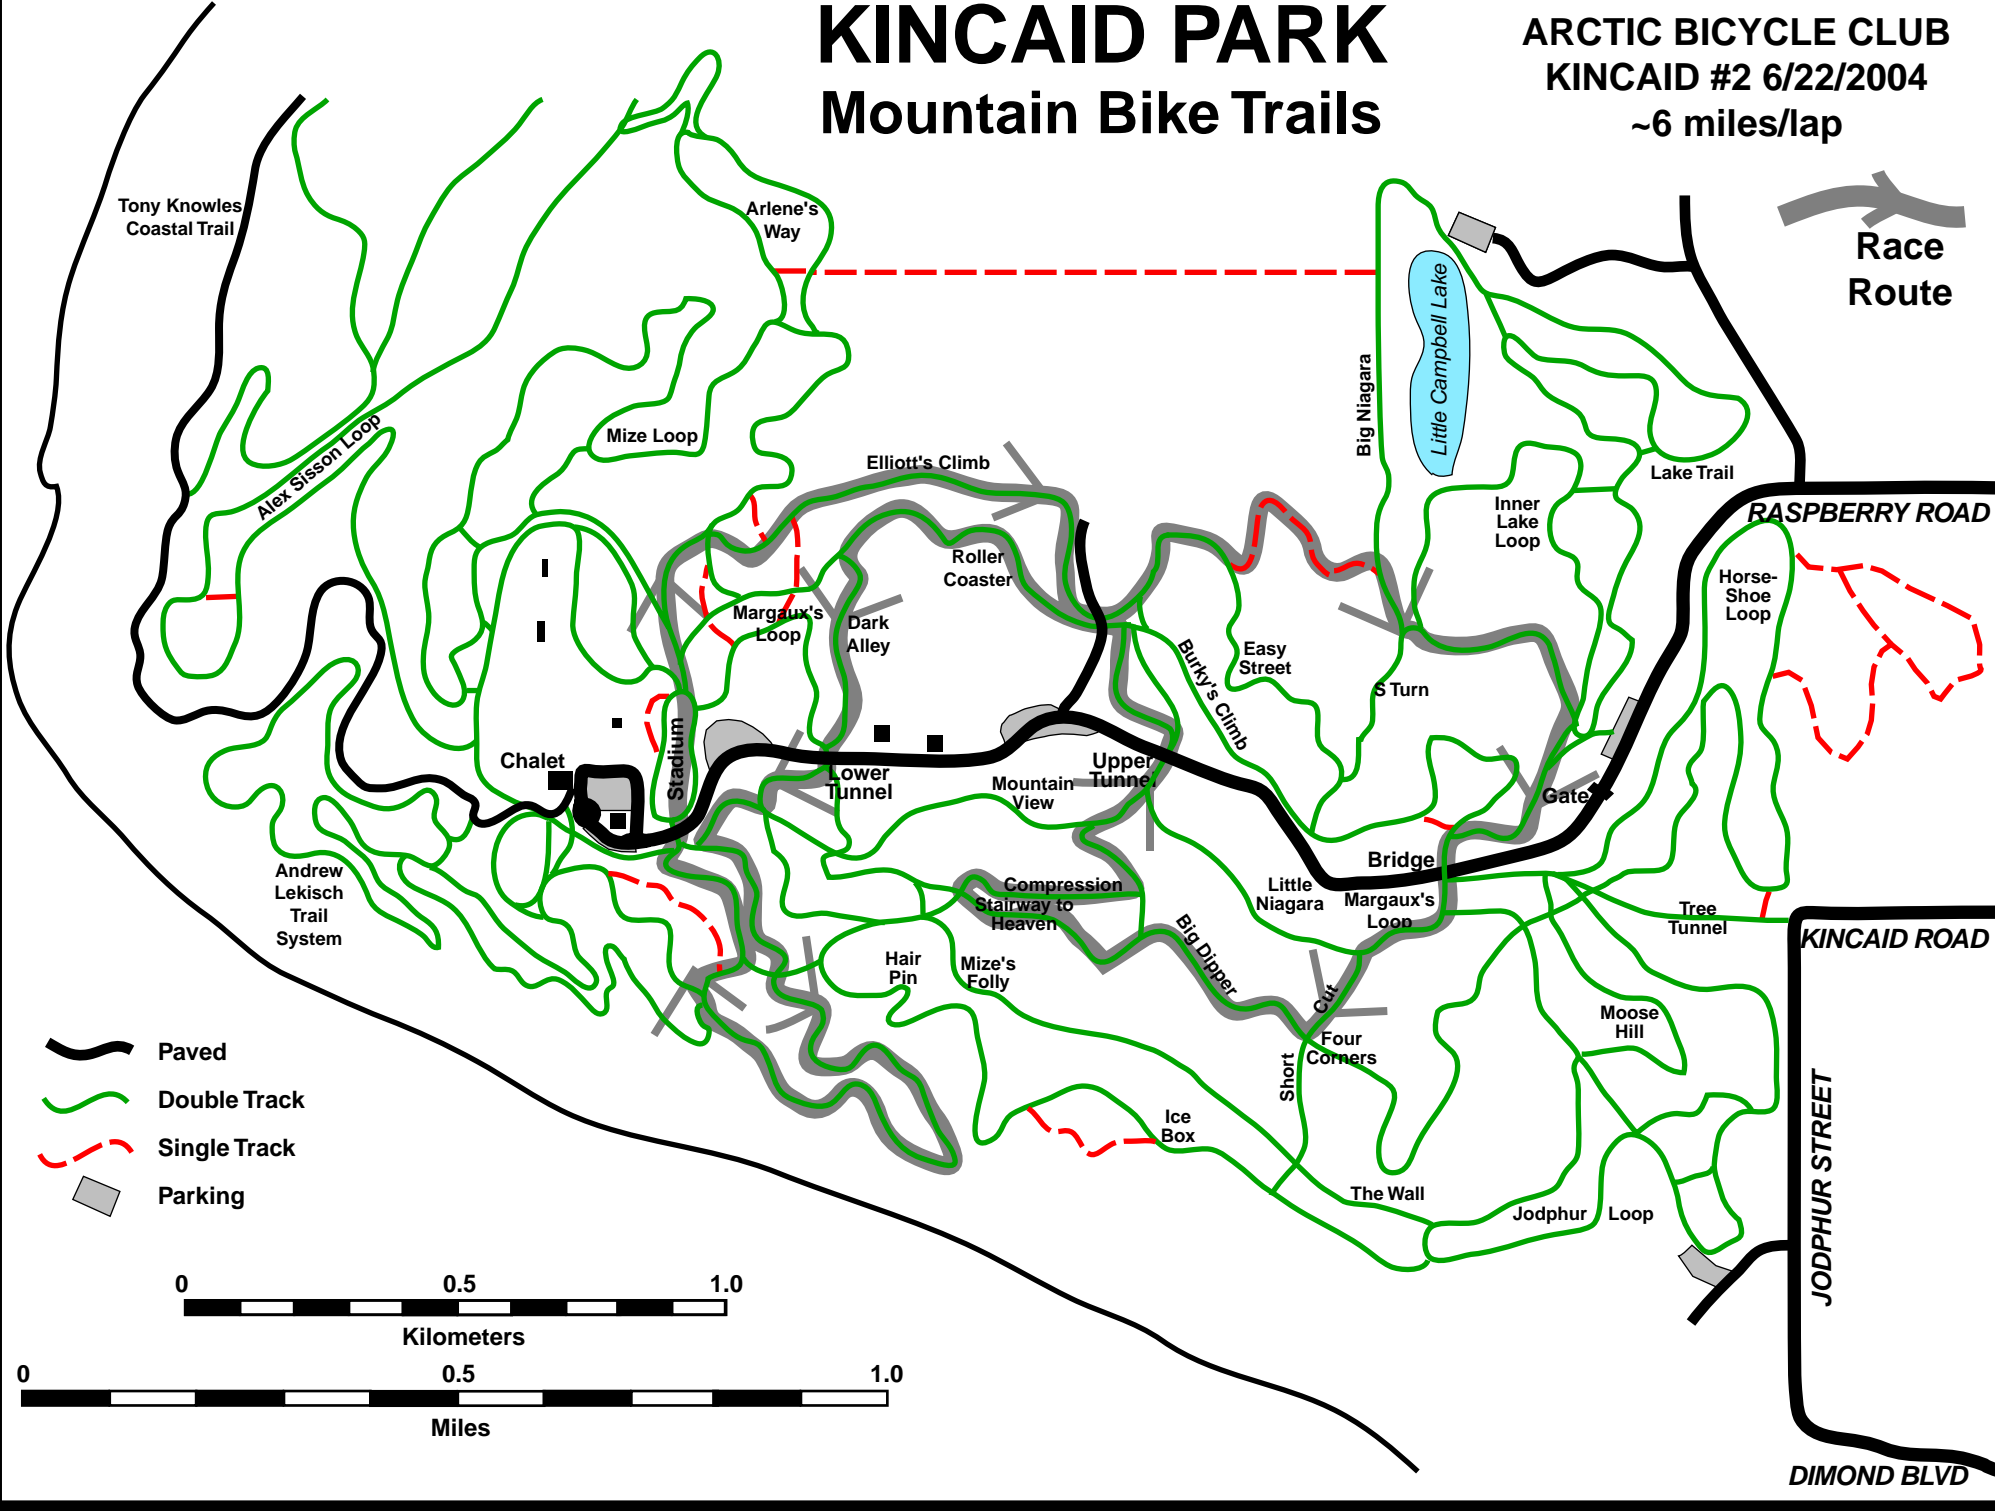 KINCAID PARK
Mountain Bike Trails
ARCTIC BICYCLE CLUB
KINCAID #2 6/22/2004
~6 miles/lap
Race
Route
Tony Knowles
Coastal Trail
Arlene's
Way
Little Campbell Lake
Big Niagara
Mize Loop
Alex Sisson Loop
Elliott's Climb
Lake Trail
Inner
Lake
Loop
RASPBERRY ROAD
Roller
Coaster
Horse-
Shoe
Loop
Margaux's
Loop
Dark
Alley
Burky's Climb
Easy
Street
S Turn
Stadium
Chalet
Lower
Tunnel
Upper
Tunnel
Mountain
View
Gate
Bridge
Andrew
Lekisch
Trail
System
Compression
Stairway to
Heaven
Little
Niagara
Margaux's
Loop
Tree
Tunnel
KINCAID ROAD
Big Dipper
Hair
Pin
Mize's
Folly
Cut
Moose
Hill
Four
Corners
Short
Ice
Box
The Wall
Jodphur Loop
JODPHUR STREET
Paved
Double Track
Single Track
Parking
0 0.5 1.0
Kilometers
0 0.5 1.0
Miles
DIMOND BLVD